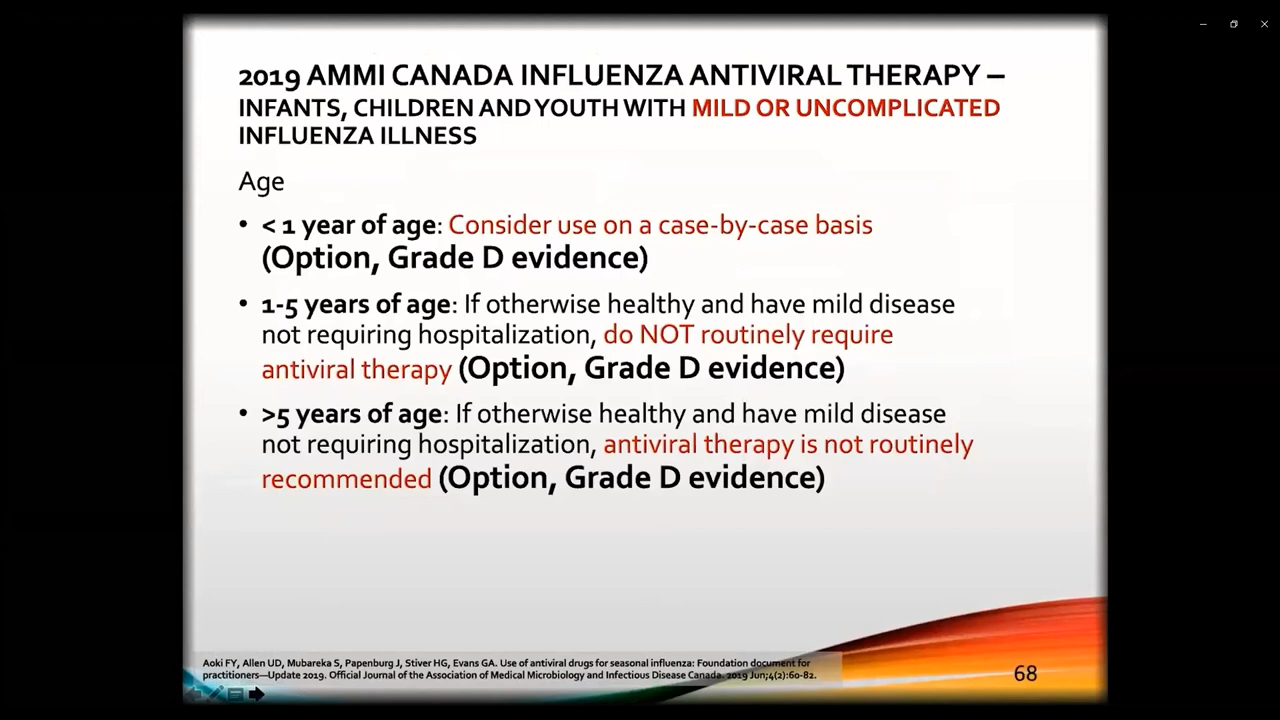 2019 AMMI CANADA INFLUENZA ANTIVIRAL THERAPY –
INFANTS, CHILDREN AND YOUTH WITH MILD OR UNCOMPLICATED
INFLUENZA ILLNESS
Age
• < 1 year of age: Consider use on a case-by-case basis
(Option, Grade D evidence)
• 1-5 years of age: If otherwise healthy and have mild disease
not requiring hospitalization, do NOT routinely require
antiviral therapy (Option, Grade D evidence)
• >5 years of age: If otherwise healthy and have mild disease
not requiring hospitalization, antiviral therapy is not routinely
recommended (Option, Grade D evidence)
Aoki FY, Allen UD, Mubareka S, Papenburg J, Stiver HG, Evans GA. Use of antiviral drugs for seasonal influenza: Foundation document for
practitioners—Update 2019. Official Journal of the Association of Medical Microbiology and Infectious Disease Canada. 2019 Jun;4(2):60-82.
68